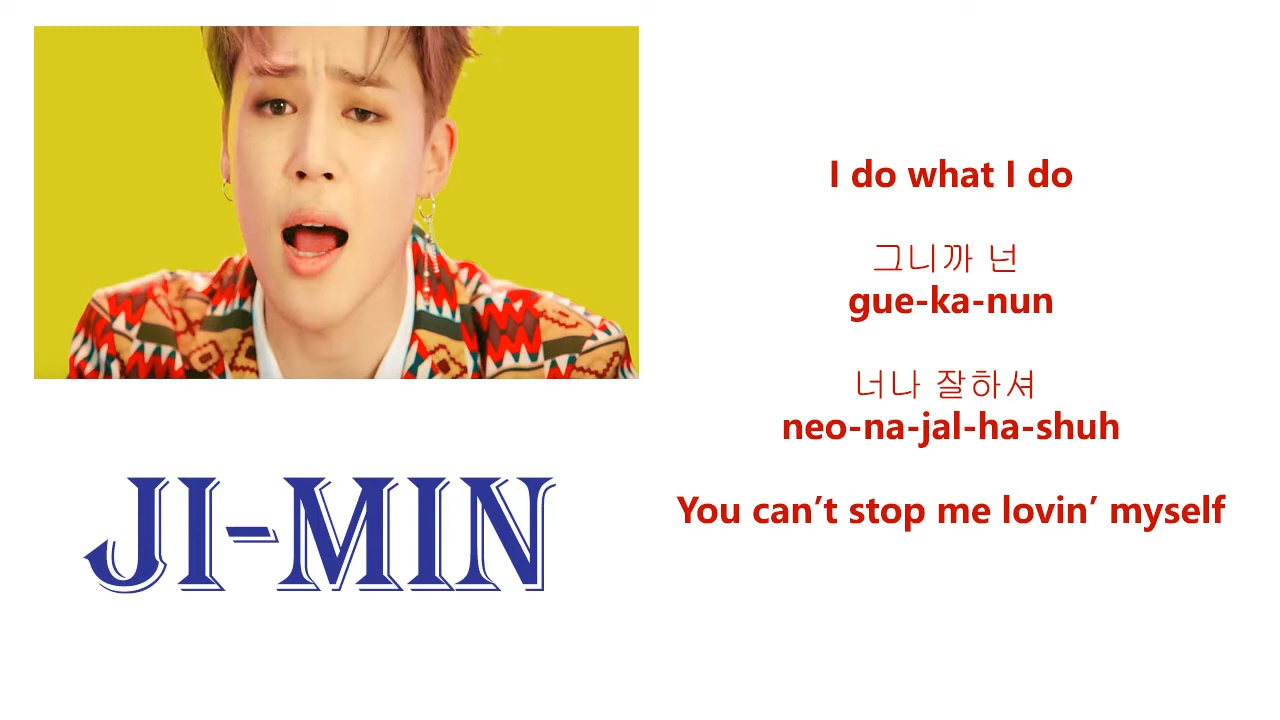 I do what I do
그니까 넌
gue-ka-nun
너나 잘하셔
neo-na-jal-ha-shuh
You can’t stop me lovin’ myself
JI-MIN